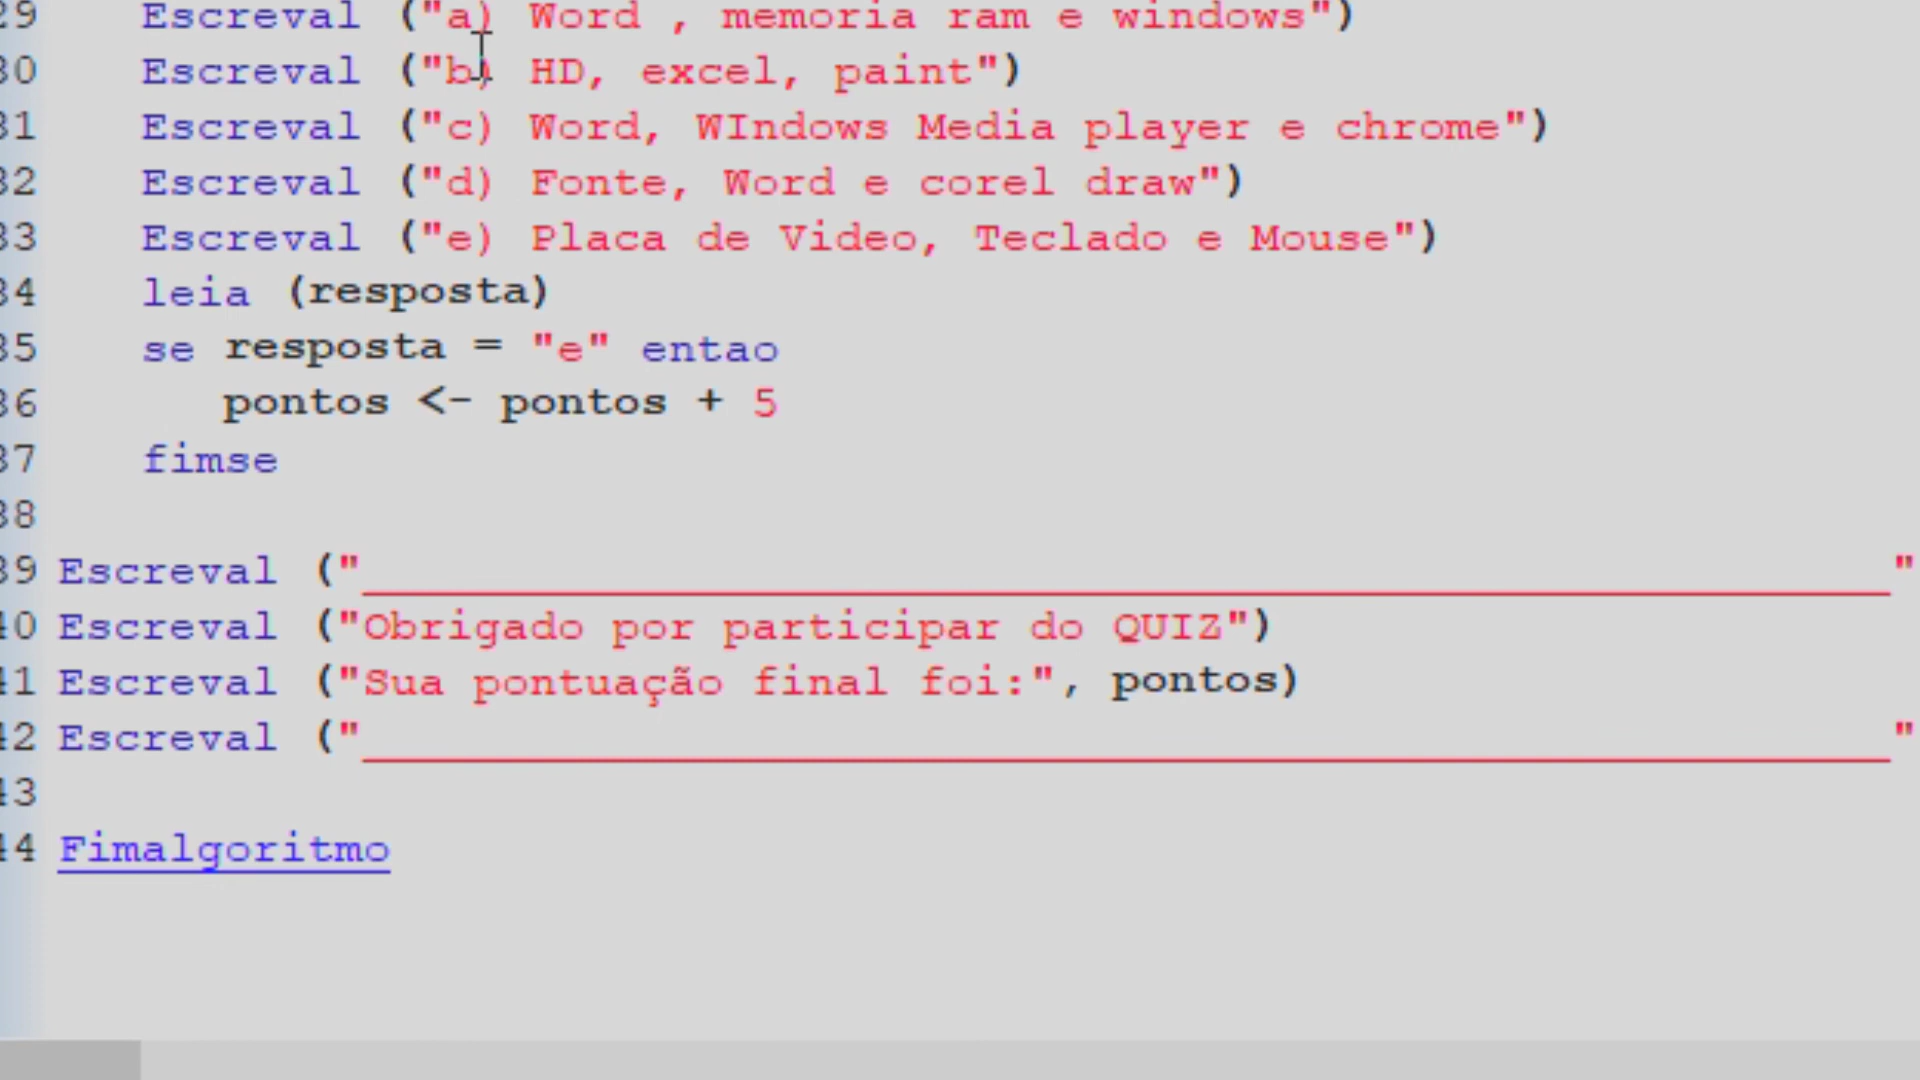 29 Escreval ("a) Word , memoria ram e windows")
30 Escreval ("b) HD, excel, paint")
31 Escreval ("c) Word, WIndows Media player e chrome")
32 Escreval ("d) Fonte, Word e corel draw")
33 Escreval ("e) Placa de Video, Teclado e Mouse")
34 leia (resposta)
35 se resposta = "e" entao
36 pontos <- pontos + 5
37 fimse
38
39 Escreval ("_______________________________________________________"
40 Escreval ("Obrigado por participar do QUIZ")
41 Escreval ("Sua pontuação final foi:", pontos)
42 Escreval ("_______________________________________________________"
43
44 Fimalgoritmo